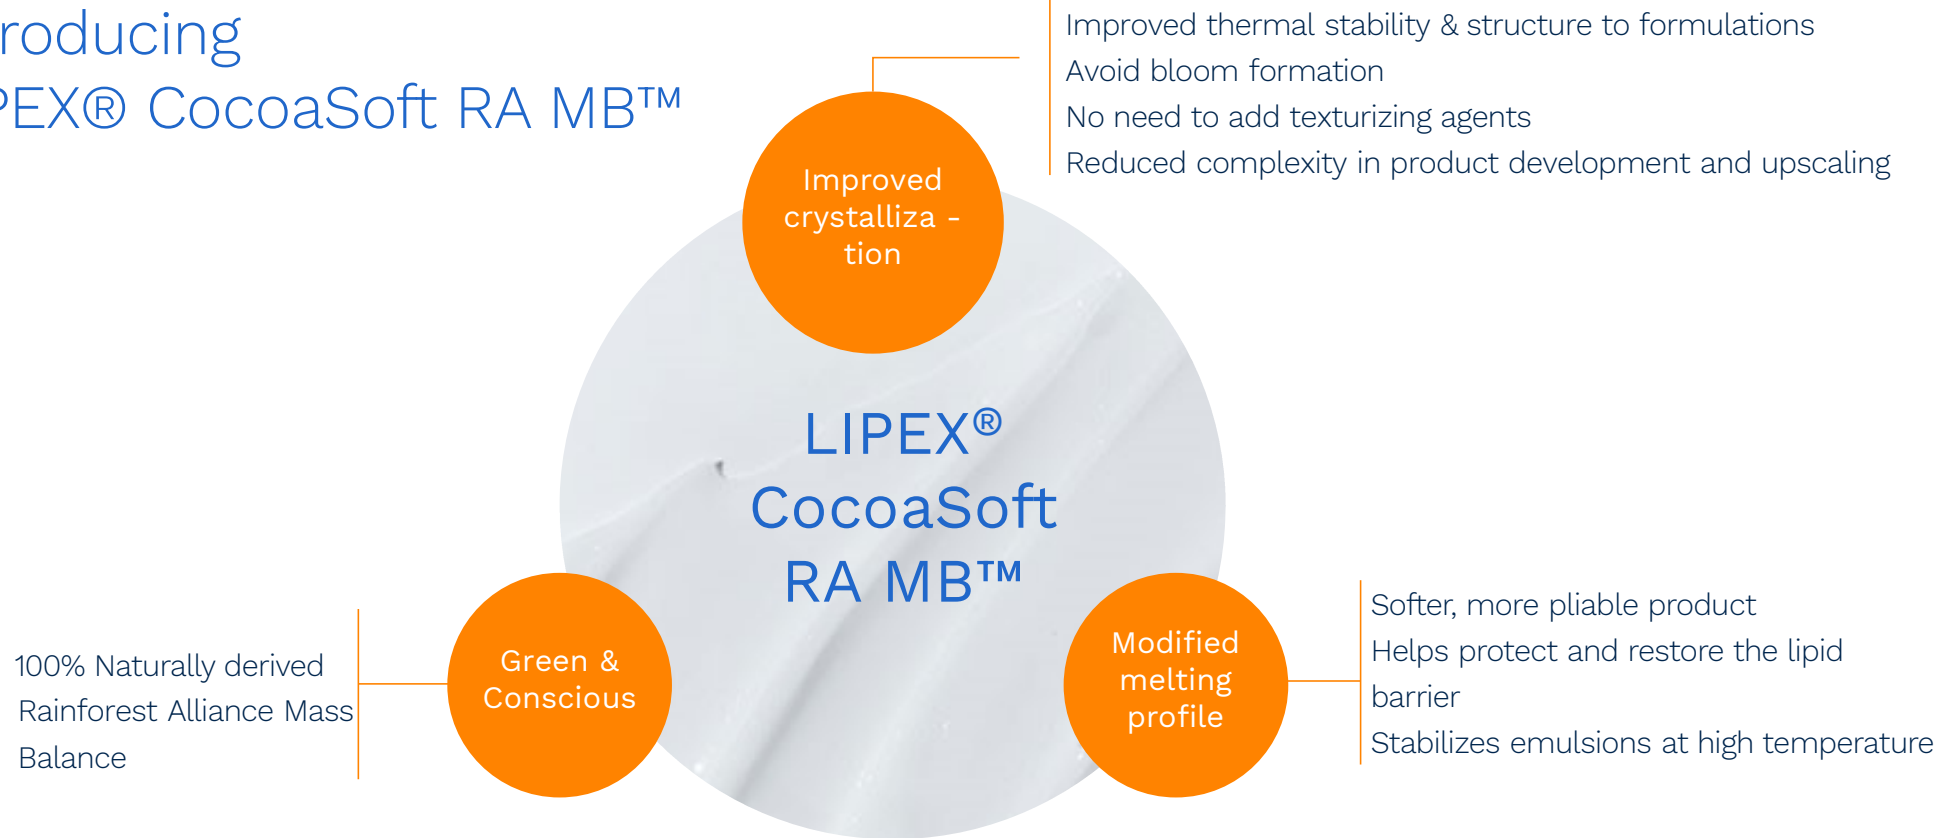 roducing
PEX® CocoaSoft RA MB™
Improved thermal stability & structure to formulations
Avoid bloom formation
No need to add texturizing agents
Reduced complexity in product development and upscaling
Improved
crystalliza -
tion
LIPEX®
CocoaSoft
RA MB™
Green &
Conscious
100% Naturally derived
Rainforest Alliance Mass
Balance
Modified
melting
profile
Softer, more pliable product
Helps protect and restore the lipid
barrier
Stabilizes emulsions at high temperature